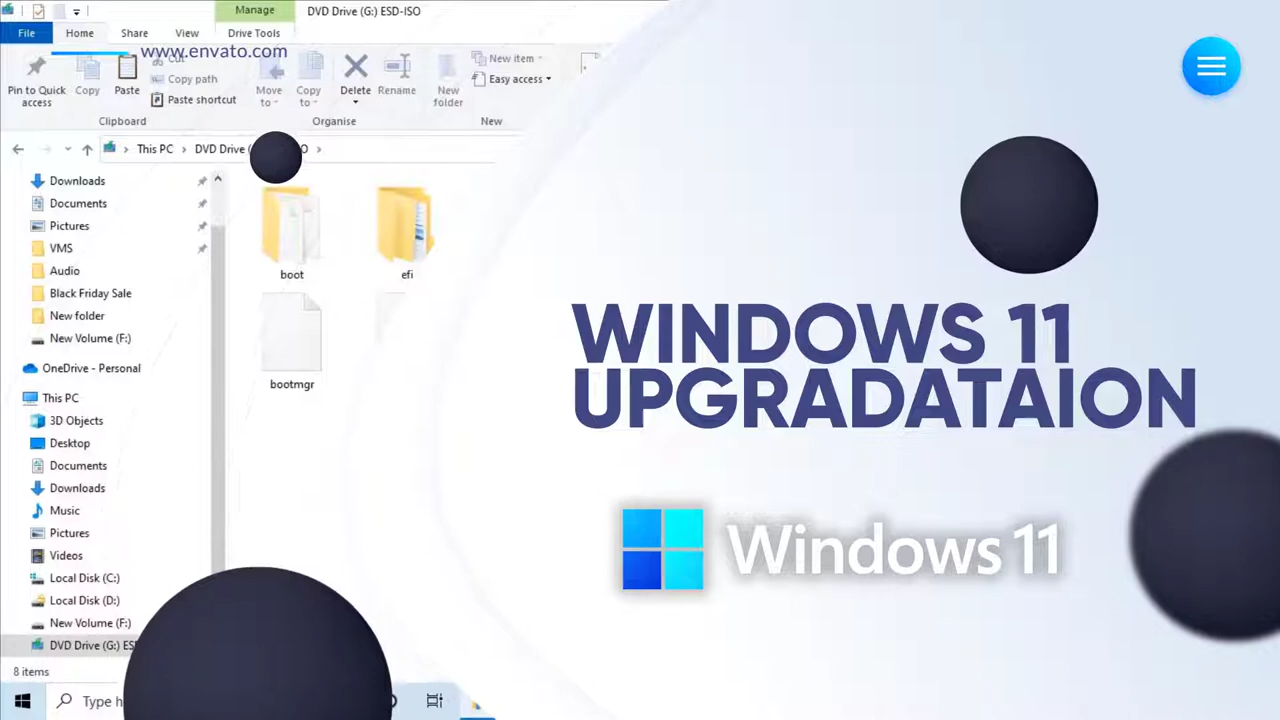 Manage
DVD Drive (G:) ESD-ISO
File
Home
Share
View
Drive Tools
www.envato.com
Pin to Quick access
Copy
Paste
Cut
Copy path
Paste shortcut
Move to
Copy to
Delete
Rename
New folder
New item
Easy access
Clipboard
Organise
New
This PC
DVD Drive (
O
Downloads
Documents
Pictures
VMS
Audio
Black Friday Sale
New folder
New Volume (F:)
OneDrive - Personal
This PC
3D Objects
Desktop
Documents
Downloads
Music
Pictures
Videos
Local Disk (C:)
Local Disk (D:)
New Volume (F:)
DVD Drive (G:) ES
8 items
Type h
boot
efi
bootmgr
WINDOWS 11
UPGRADATAION
Windows 11